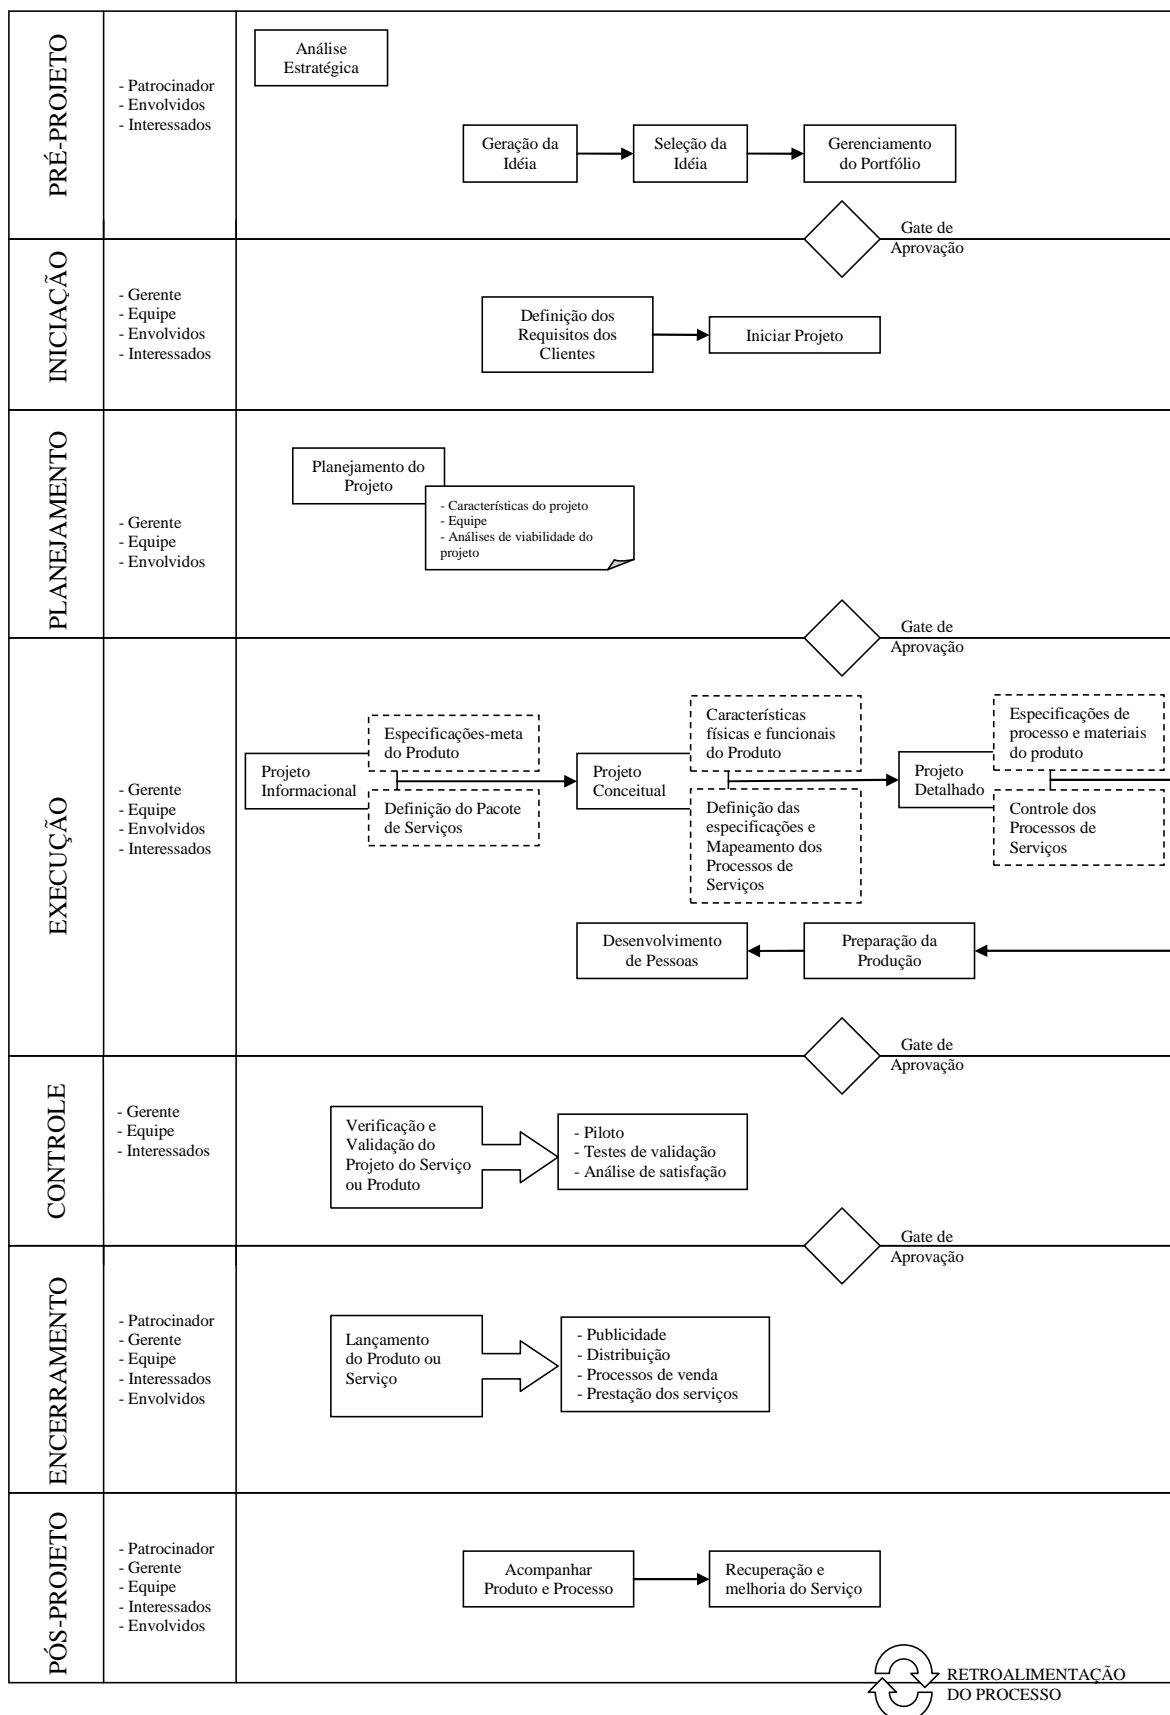 PRÉ-PROJETO
- Patrocinador
- Envolvidos
- Interessados
Análise
Estratégica
Geração da
Idéia
Seleção da
Idéia
Gerenciamento
do Portfólio
Gate de
Aprovação
INICIAÇÃO
- Gerente
- Equipe
- Envolvidos
- Interessados
Definição dos
Requisitos dos
Clientes
Iniciar Projeto
PLANEJAMENTO
- Gerente
- Equipe
- Envolvidos
Planejamento do
Projeto
- Características do projeto
- Equipe
- Análises de viabilidade do
projeto
Gate de
Aprovação
EXECUÇÃO
- Gerente
- Equipe
- Envolvidos
- Interessados
Projeto
Informacional
Especificações-meta
do Produto
Definição do Pacote
de Serviços
Projeto
Conceitual
Características
físicas e funcionais
do Produto
Definição das
especificações e
Mapeamento dos
Processos de
Serviços
Projeto
Detalhado
Especificações de
processo e materiais
do produto
Controle dos
Processos de
Serviços
Desenvolvimento
de Pessoas
Preparação da
Produção
Gate de
Aprovação
CONTROLE
- Gerente
- Equipe
- Interessados
Verificação e
Validação do
Projeto do Serviço
ou Produto
- Piloto
- Testes de validação
- Análise de satisfação
Gate de
Aprovação
ENCERRAMENTO
- Patrocinador
- Gerente
- Equipe
- Interessados
- Envolvidos
Lançamento
do Produto ou
Serviço
- Publicidade
- Distribuição
- Processos de venda
- Prestação dos serviços
PÓS-PROJETO
- Patrocinador
- Gerente
- Equipe
- Interessados
- Envolvidos
Acompanhar
Produto e Processo
Recuperação e
melhoria do Serviço
RETROALIMENTAÇÃO
DO PROCESSO